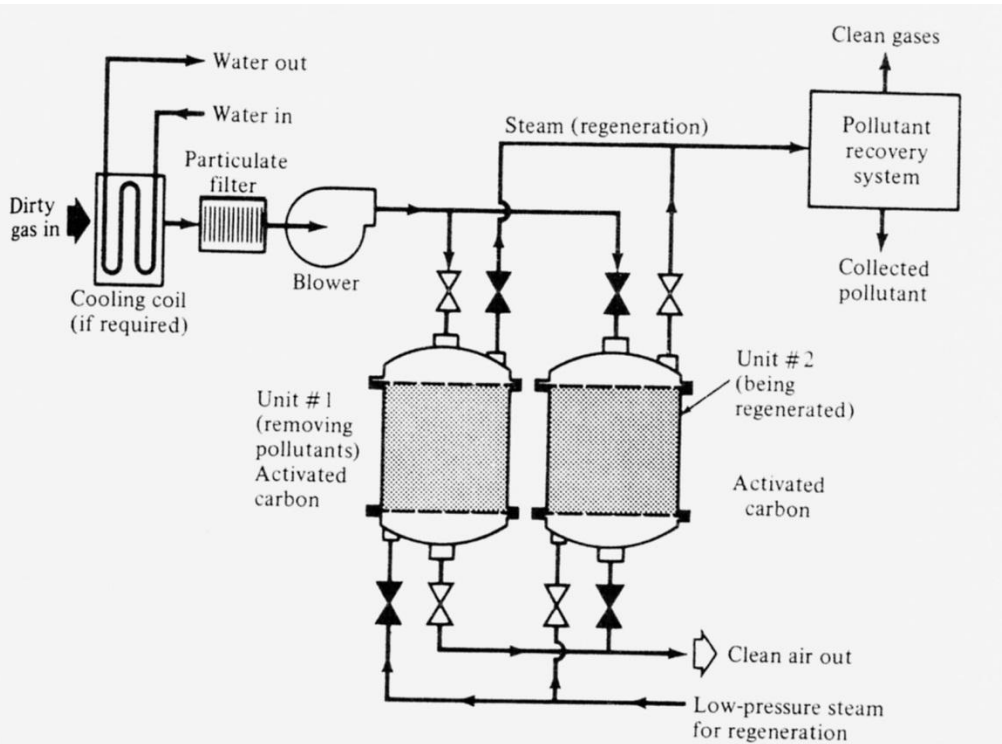 Water out
Water in
Particulate
filter
Dirty
gas in
Cooling coil
(if required)
Blower
Steam (regeneration)
Clean gases
Pollutant
recovery
system
Collected
pollutant
Unit #1
(removing
pollutants)
Activated
carbon
Unit #2
(being
regenerated)
Activated
carbon
Clean air out
Low-pressure steam
for regeneration